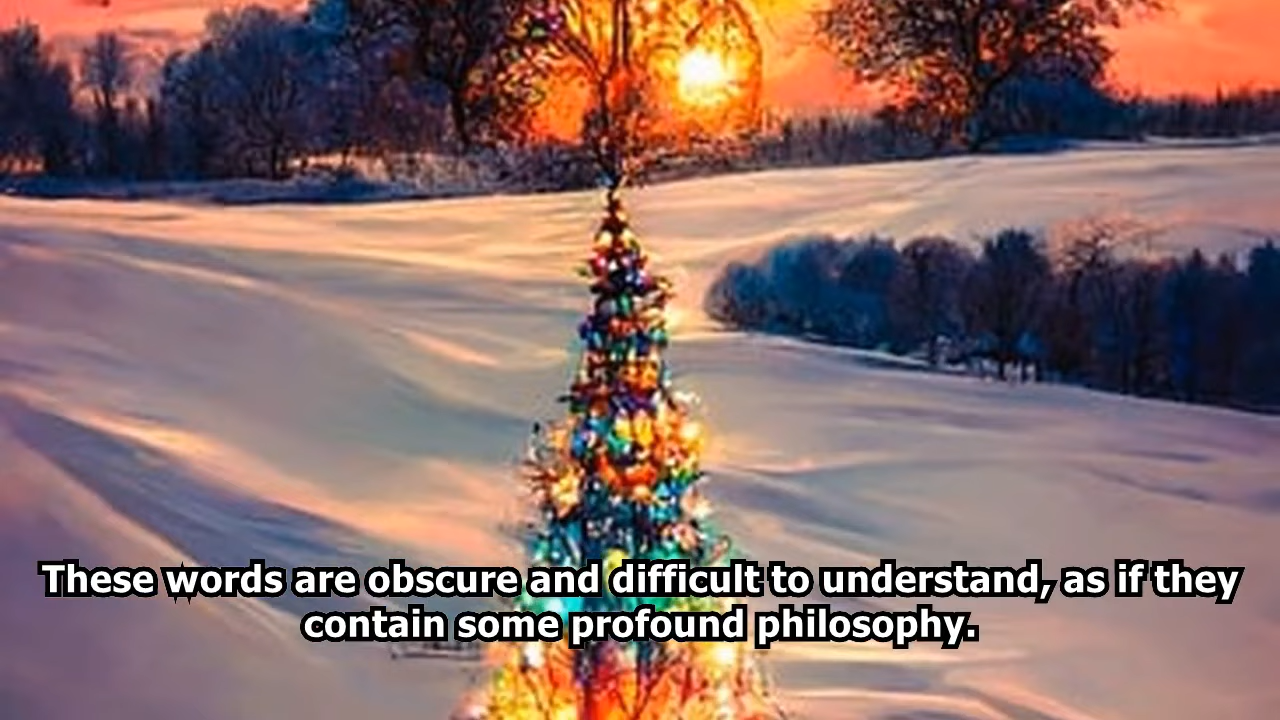 These words are obscure and difficult to understand, as if they
contain some profound philosophy.